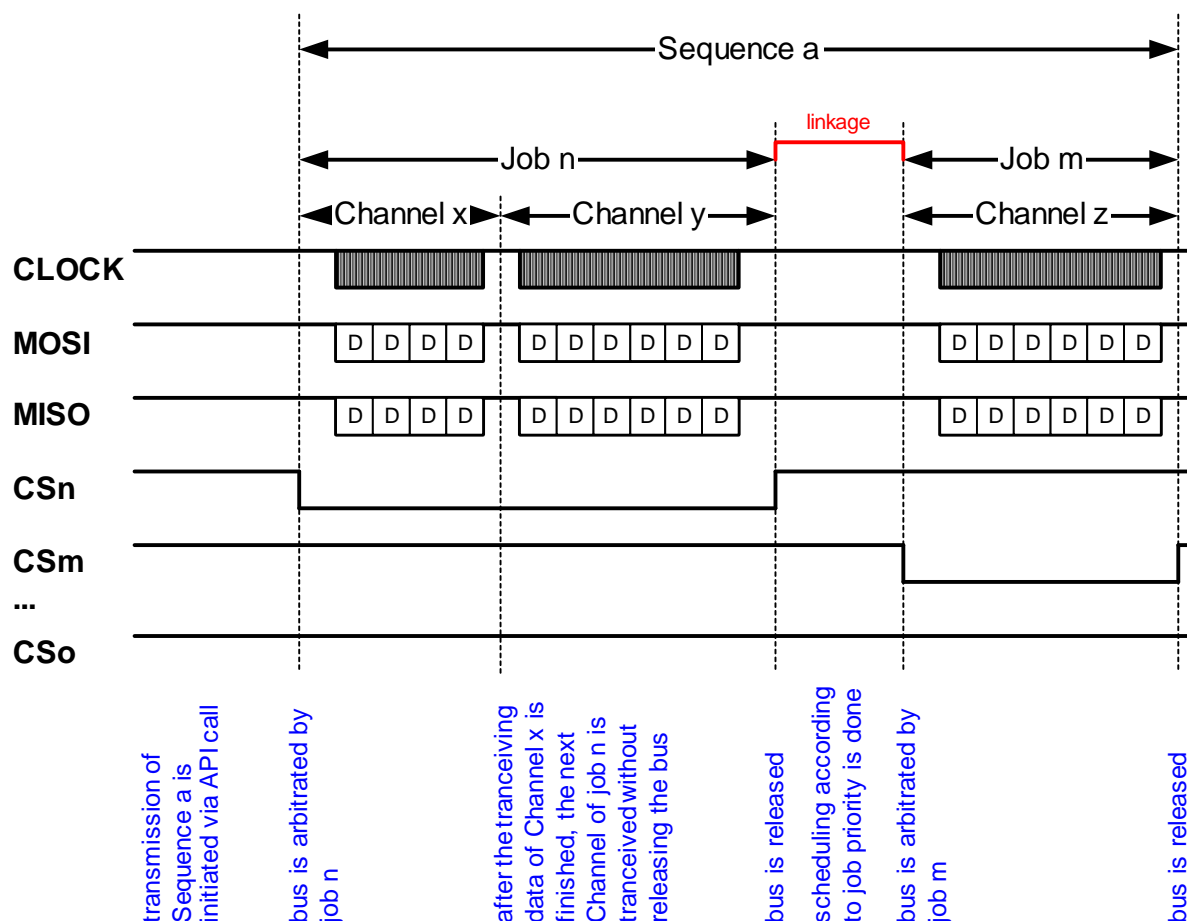 Sequence a
linkage
Job n
Job m
Channel x
Channel y
Channel z
CLOCK
MOSI
D D D D
D D D D D D
D D D D D D
MISO
D D D D
D D D D D D
D D D D D D
CSn
CSm
...
CSo
transmission of
Sequence a is
initiated via API call
bus is arbitrated by
job n
after the tranceiving
data of Channel x is
finished, the next
Channel of job n is
tranceived without
releasing the bus
bus is released
scheduling according
to job priority is done
bus is arbitrated by
job m
bus is released